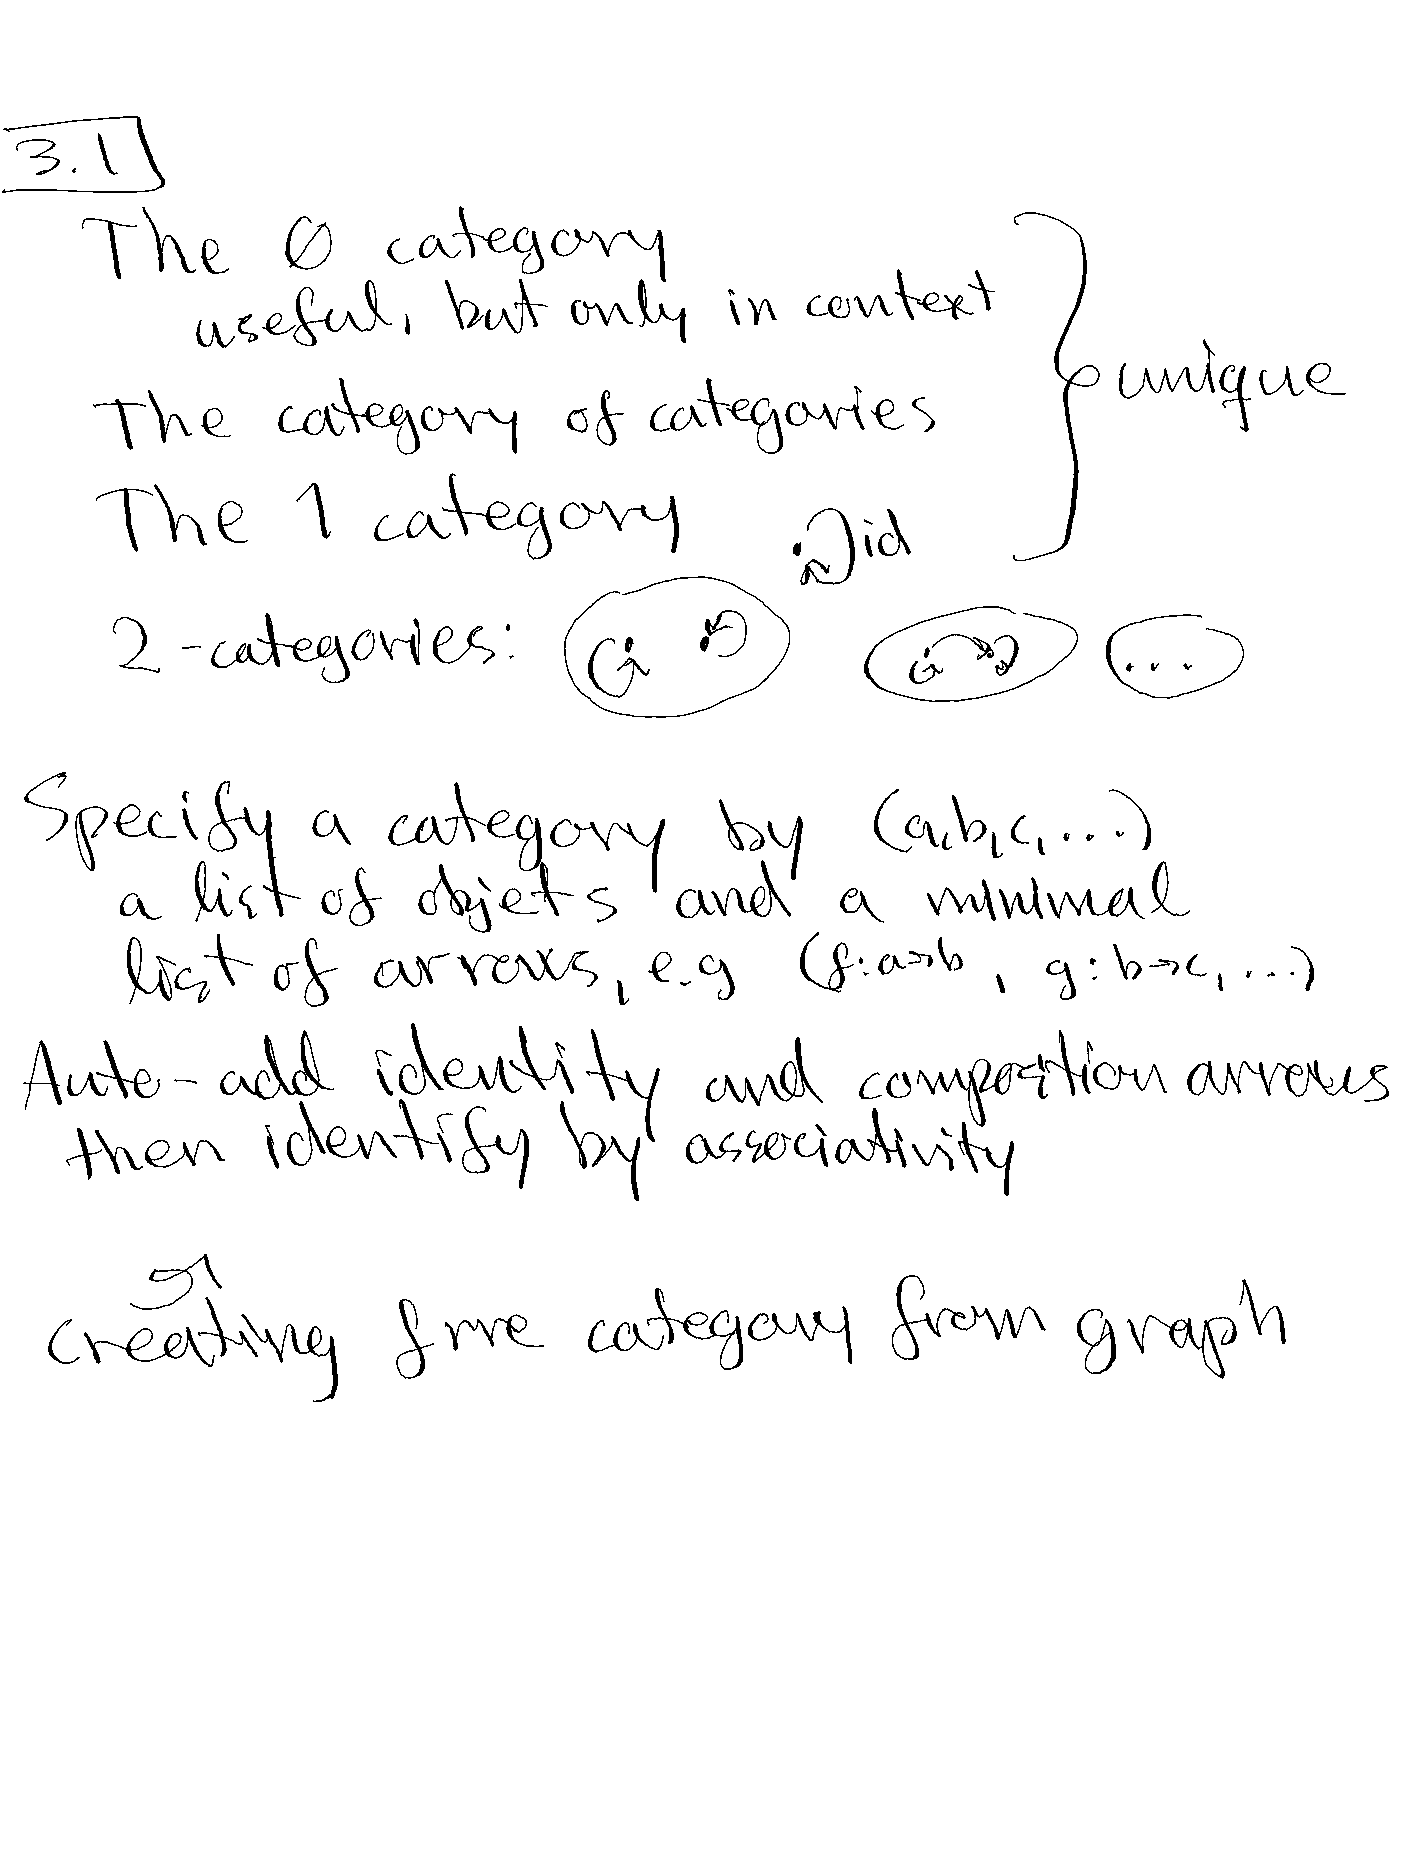 3.1
The ∅ category
useful, but only in context
unique
The category of categories
The 1 category
id
2-categories:
...
Specify a category by (a,b,c,...)
a list of objets and a minimal
list of arrows, e.g (f:a→b, g:b→c,...)
Auto-add identity and composition arrows
then identify by associativity
creating free category from graph